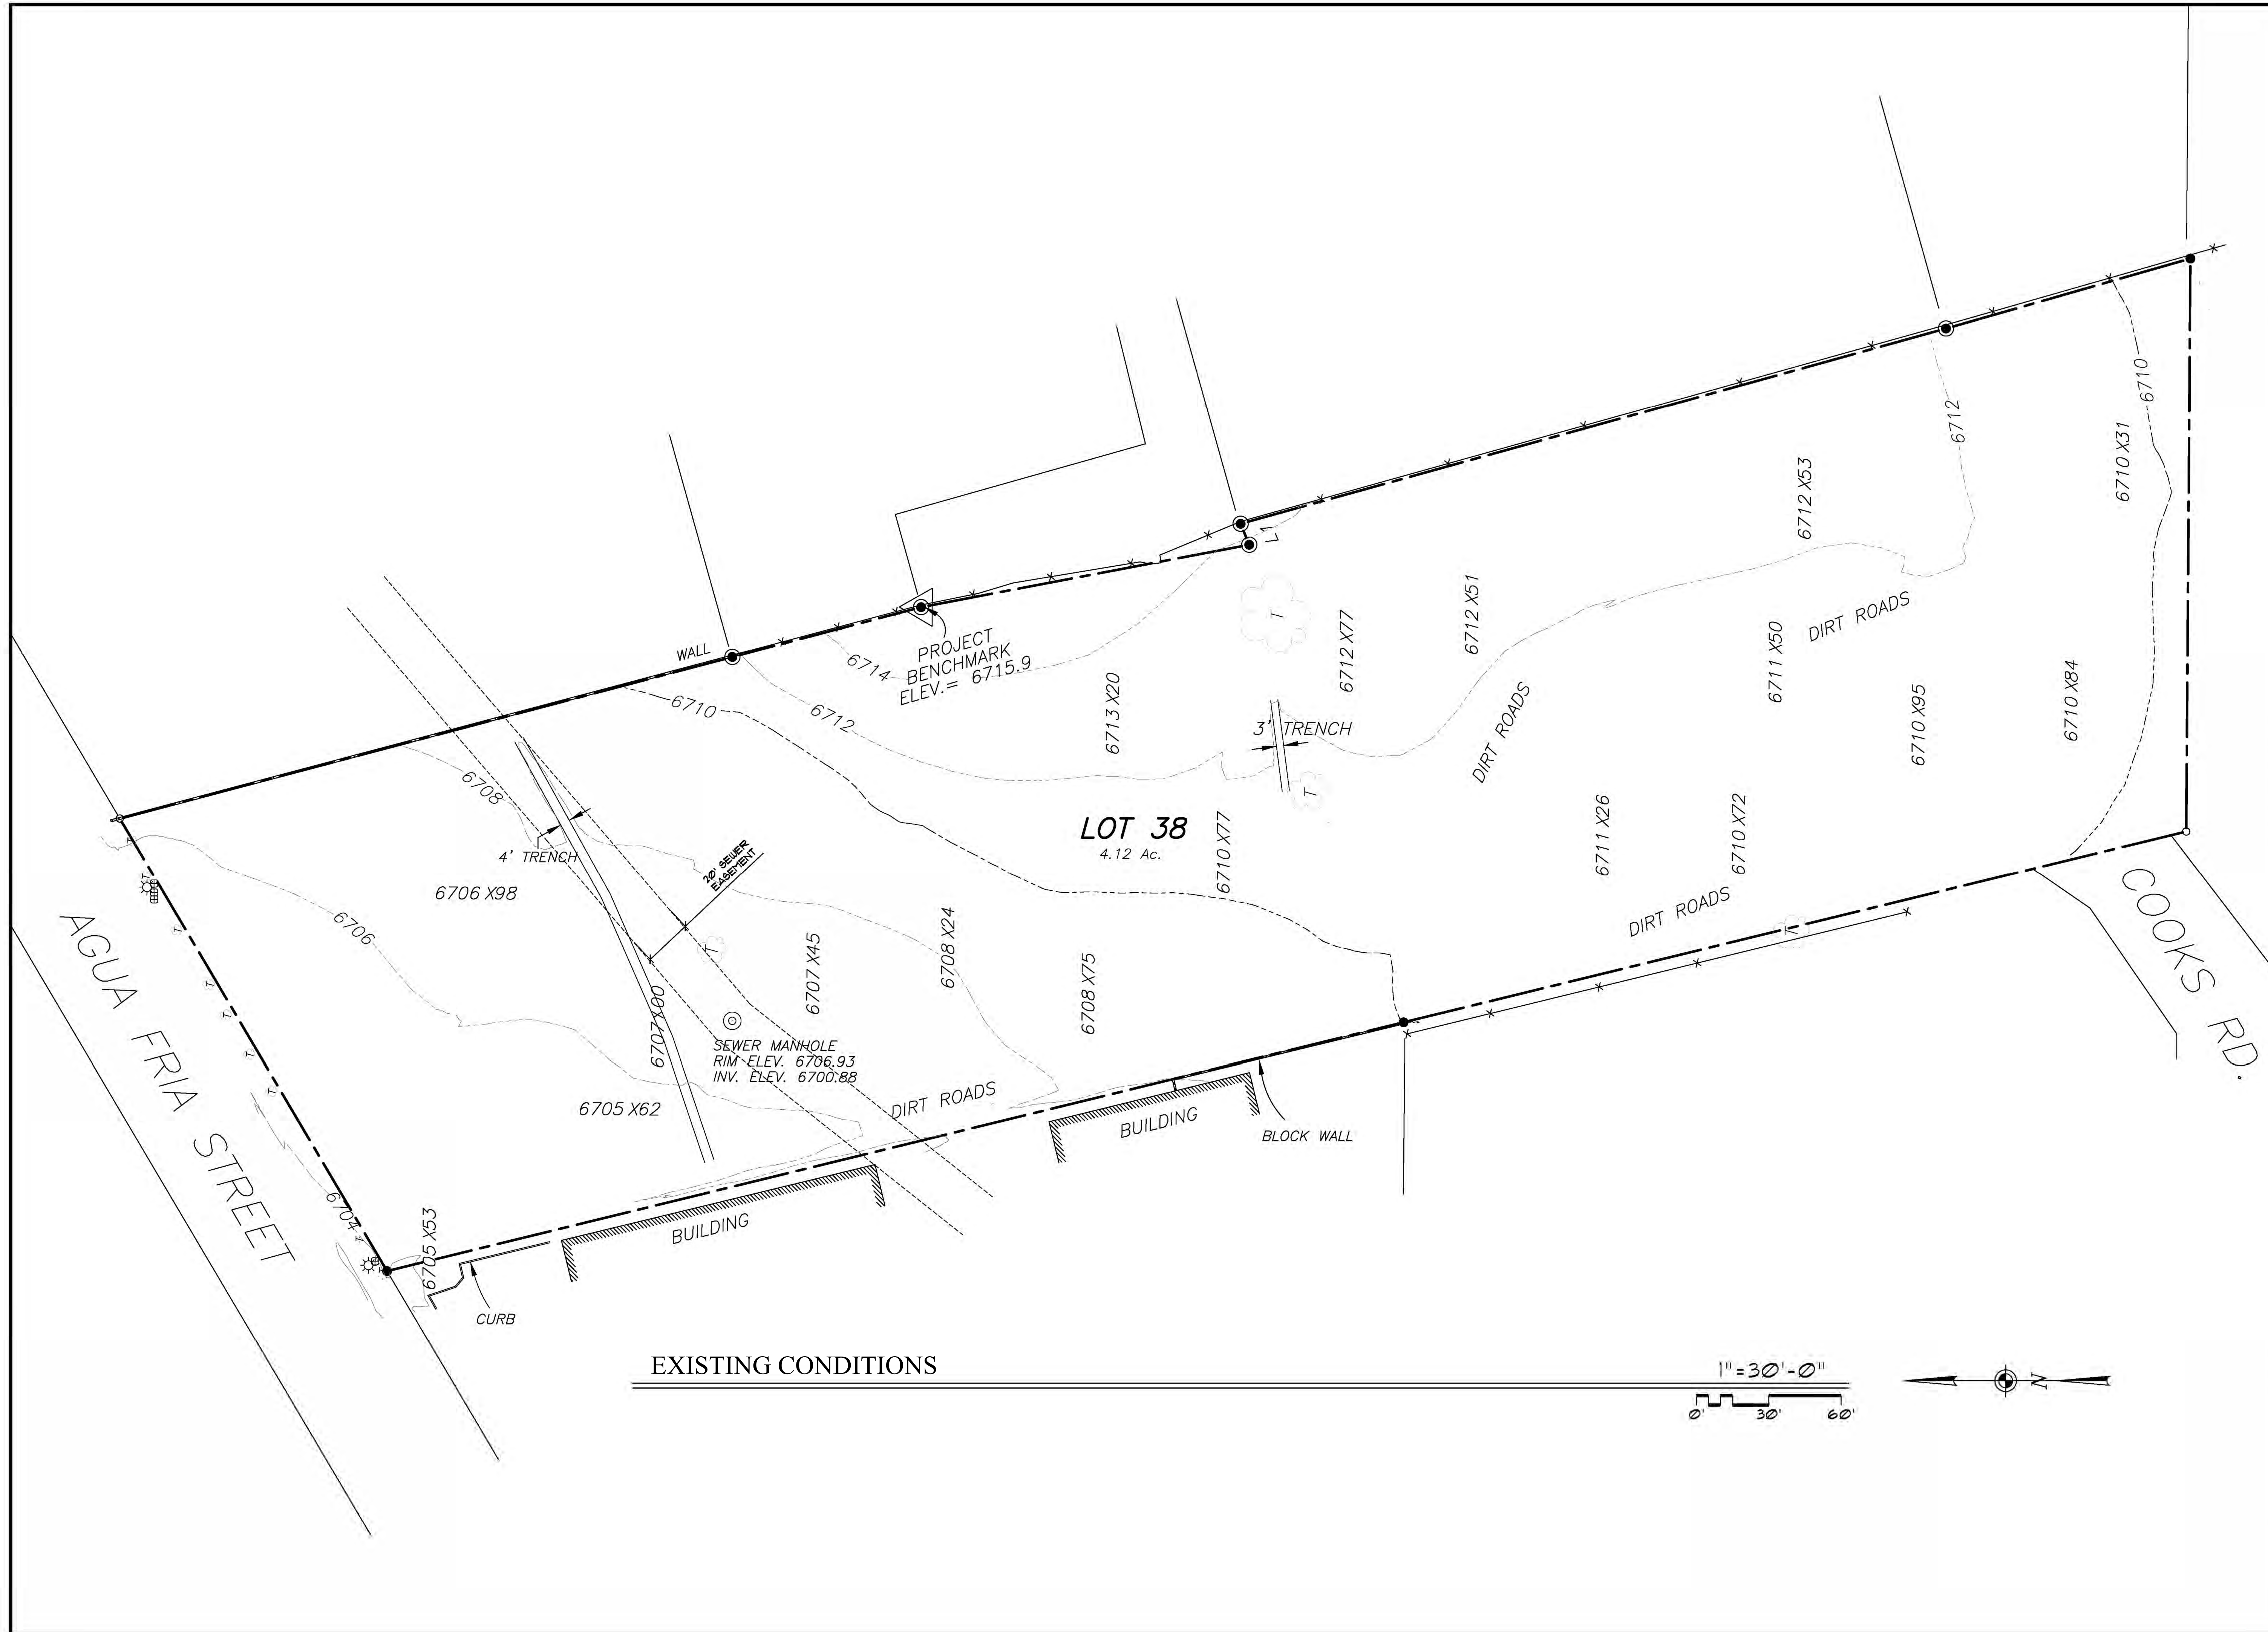 6710
6712
6710 X31
6712 X53
L1
T
6712 X51
6712 X77
DIRT ROADS
6711 X50
WALL
PROJECT
BENCHMARK
ELEV.= 6715.9
6714
6710
6712
6713 X20
3' TRENCH
DIRT ROADS
6710 X95
6710 X84
T
6708
LOT 38
4.12 Ac.
6710 X77
6711 X26
6710 X72
4' TRENCH
20' SEWER
EASEMENT
6706 X98
6706
DIRT ROADS
T
T
COOKS RD.
AGUA FRIA STREET
6707 X00
6707 X45
6708 X24
6708 X75
SEWER MANHOLE
RIM ELEV. 6706.93
INV. ELEV. 6700.88
6705 X62
DIRT ROADS
BUILDING
BLOCK WALL
6704
6705 X53
BUILDING
CURB
EXISTING CONDITIONS
1"=30'-0"
0' 30' 60'
N